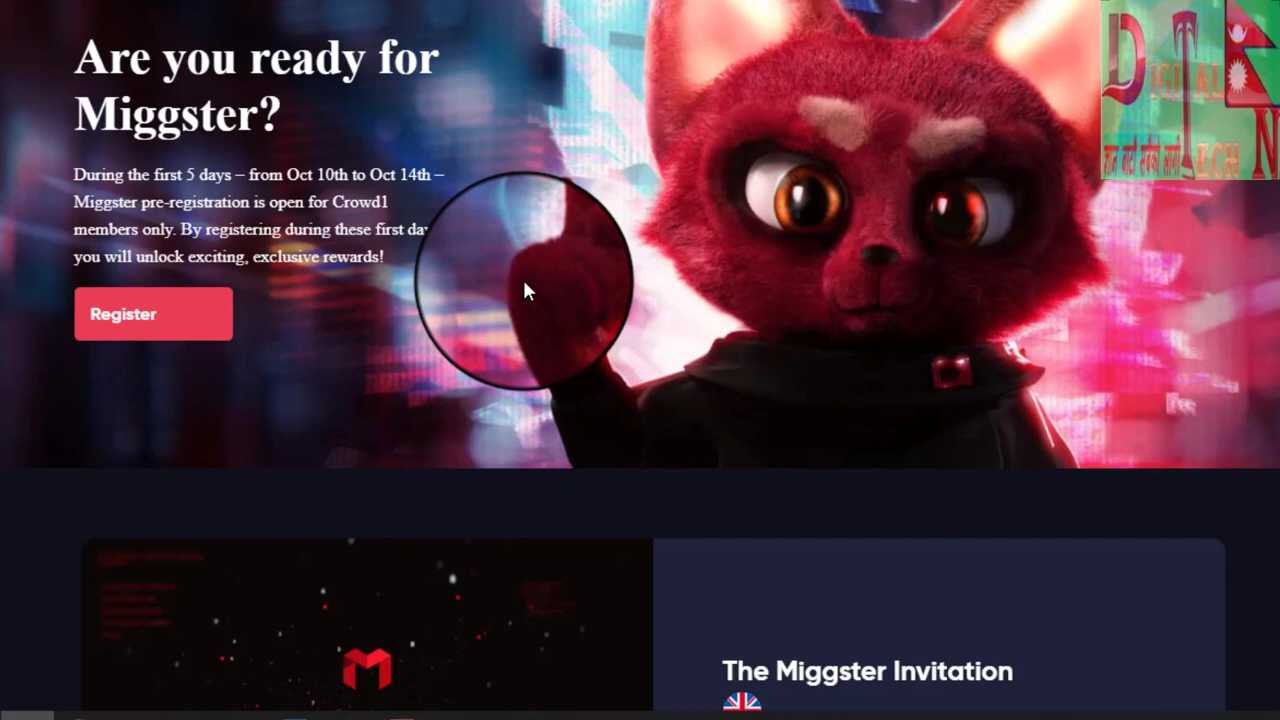 Are you ready for
Miggster?
During the first 5 days – from Oct 10th to Oct 14th –
Miggster pre-registration is open for Crowd1
members only. By registering during these first
you will unlock exciting, exclusive rewards!
Register
DIGITAL
TECH
N
The Miggster Invitation